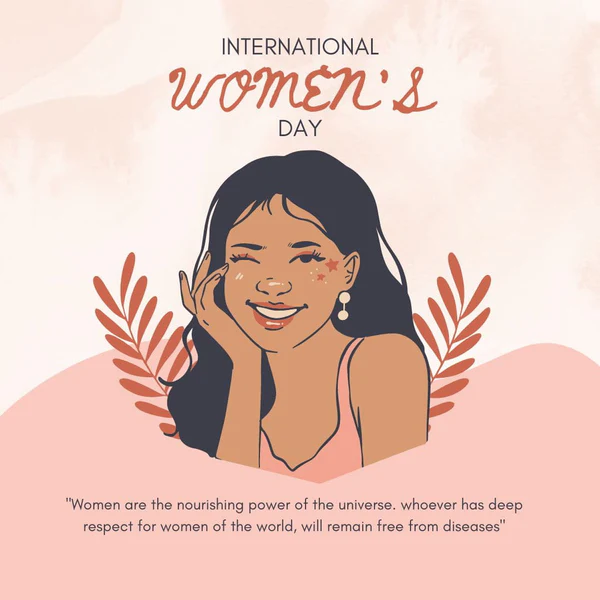 INTERNATIONAL
WOMEN'S
DAY
"Women are the nourishing power of the universe. whoever has deep
respect for women of the world, will remain free from diseases"